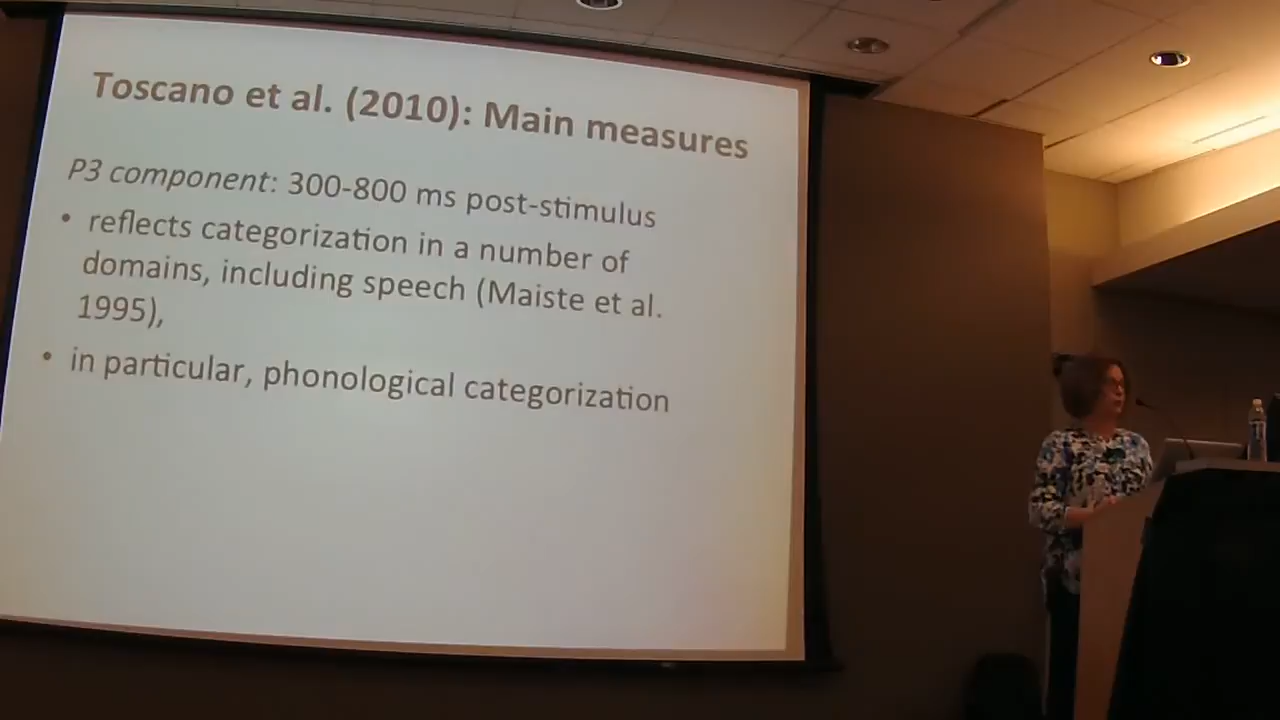 Toscano et al. (2010): Main measures
P3 component: 300-800 ms post-stimulus
• reflects categorization in a number of
domains, including speech (Maiste et al.
1995),
• in particular, phonological categorization